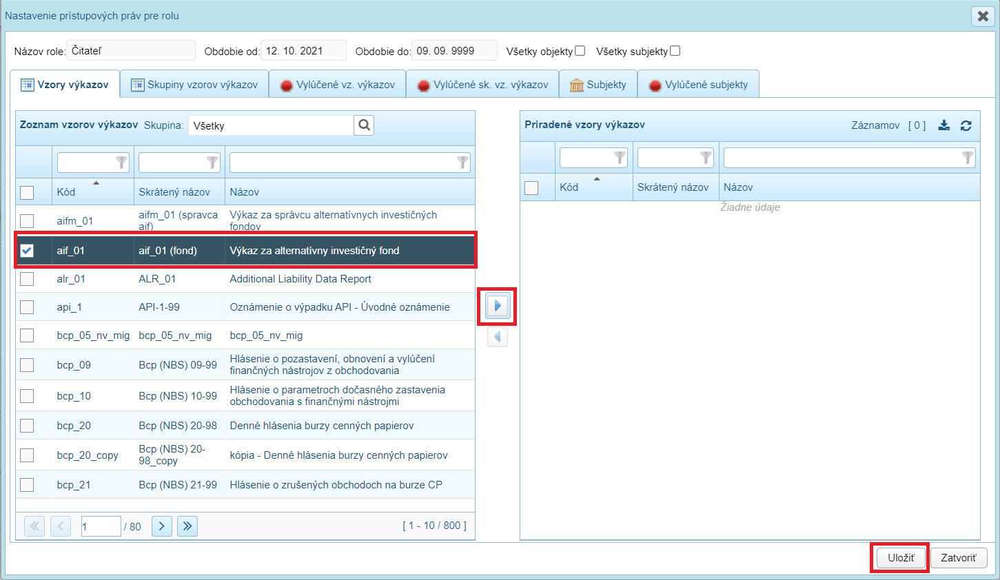 Nastavenie prístupových práv pre rolu
Názov role: Čitateľ Obdobie od: 12. 10. 2021 Obdobie do: 09. 09. 9999 Všetky objekty Všetky subjekty
Vzory výkazov Skupiny vzorov výkazov Vylúčené vz. výkazov Vylúčené sk. vz. výkazov Subjekty Vylúčené subjekty
Zoznam vzorov výkazov Skupina: Všetky
Kód Skrátený názov Názov
aifm_01 aifm_01 (spravca aif) Výkaz za správcu alternatívnych investičných fondov
aif_01 aif_01 (fond) Výkaz za alternatívny investičný fond
alr_01 ALR_01 Additional Liability Data Report
api_1 API-1-99 Oznámenie o výpadku API - Úvodné oznámenie
bcp_05_nv_mig bcp_05_nv_mig bcp_05_nv_mig
bcp_09 Bcp (NBS) 09-99 Hlásenie o pozastavení, obnovení a vylúčení finančných nástrojov z obchodovania
bcp_10 Bcp (NBS) 10-99 Hlásenie o parametroch dočasného zastavenia obchodovania s finančnými nástrojmi
bcp_20 Bcp (NBS) 20-98 Denné hlásenia burzy cenných papierov
bcp_20_copy Bcp (NBS) 20-98_copy kópia - Denné hlásenia burzy cenných papierov
bcp_21 Bcp (NBS) 21-99 Hlásenie o zrušených obchodoch na burze CP
1 / 80 [ 1 - 10 / 800 ]
Priradené vzory výkazov Záznamov [ 0 ]
Kód Skrátený názov Názov
Žiadne údaje
Uložiť Zatvoriť